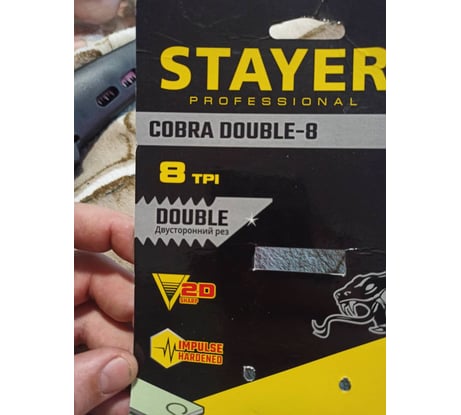 STAYER
PROFESSIONAL
COBRA DOUBLE-8
8 TPI
DOUBLE
Двусторонний рез
2D
SHARP
IMPULSE
HARDENED